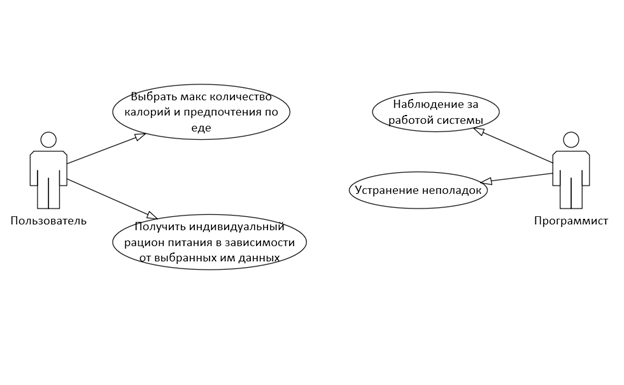 Выбрать макс количество
калорий и предпочтения по
еде
Пользователь
Получить индивидуальный
рацион питания в зависимости
от выбранных им данных
Наблюдение за
работой системы
Устранение неполадок
Программист